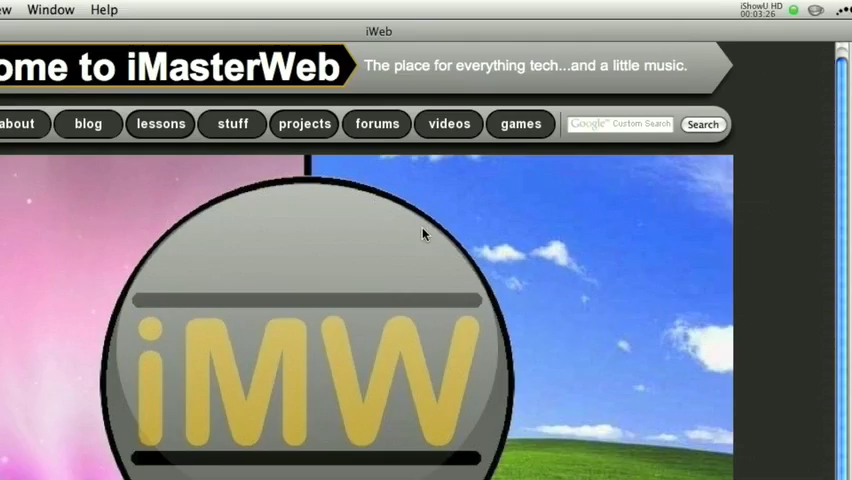 Window Help
iShowU HD
00:03:26
iWeb
ome to iMasterWeb
The place for everything tech...and a little music.
about blog lessons stuff projects forums videos games Google™ Custom Search Search
iMW